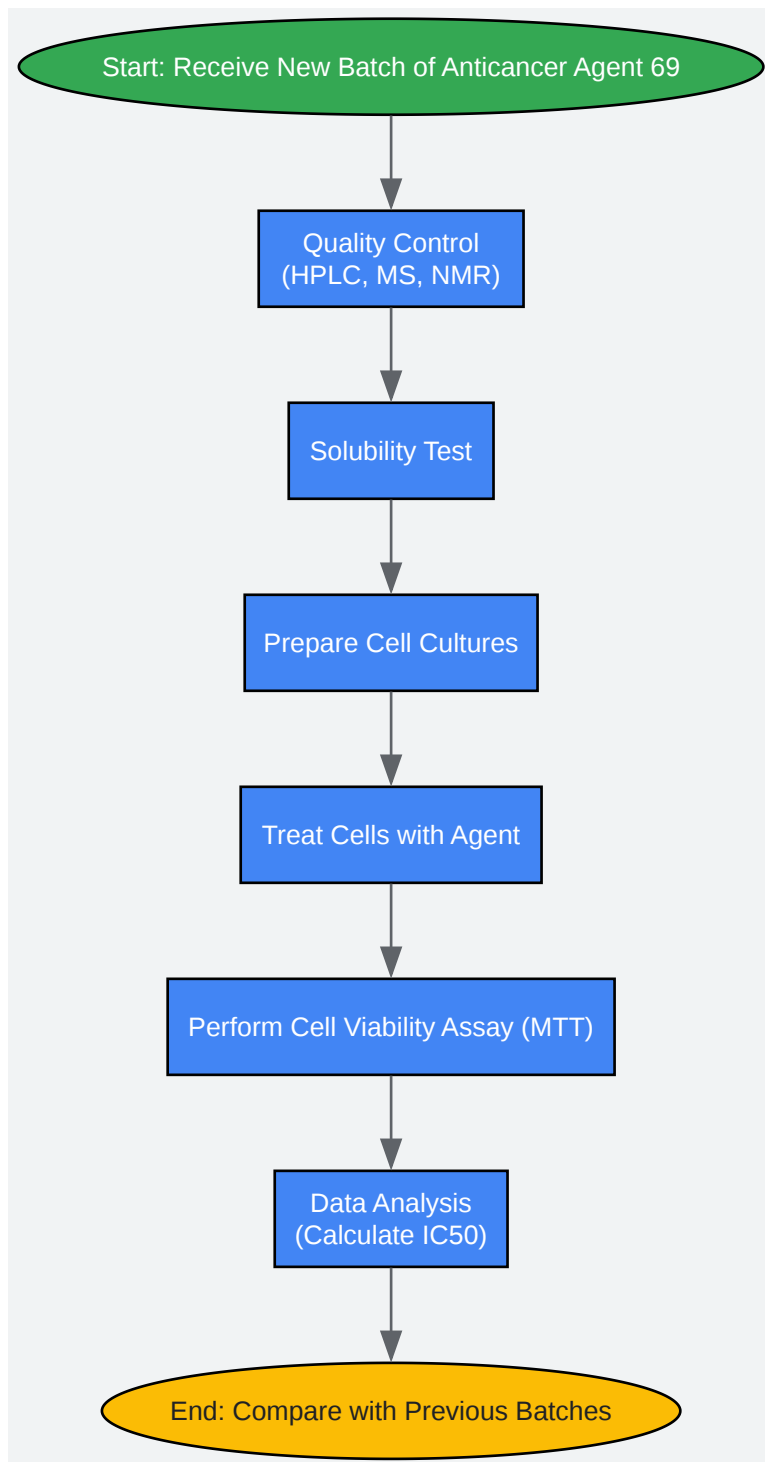 Start: Receive New Batch of Anticancer Agent 69
Quality Control
(HPLC, MS, NMR)
Solubility Test
Prepare Cell Cultures
Treat Cells with Agent
Perform Cell Viability Assay (MTT)
Data Analysis
(Calculate IC50)
End: Compare with Previous Batches